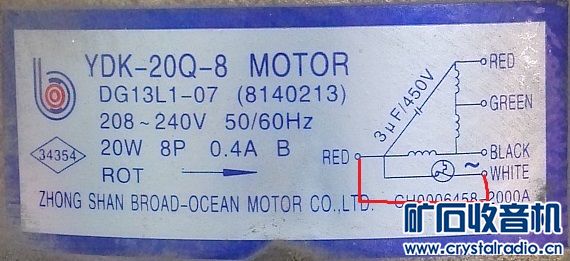 YDK-20Q-8 MOTOR
DG13L1-07 (8140213)
208~240V 50/60Hz
20W 8P 0.4A B
ROT
34354
ZHONG SHAN BROAD-OCEAN MOTOR CO.,LTD. CH0006458-2000A
3μF/450V
RED
GREEN
RED
BLACK
~
WHITE
矿石收音机
www.crystalradio.cn